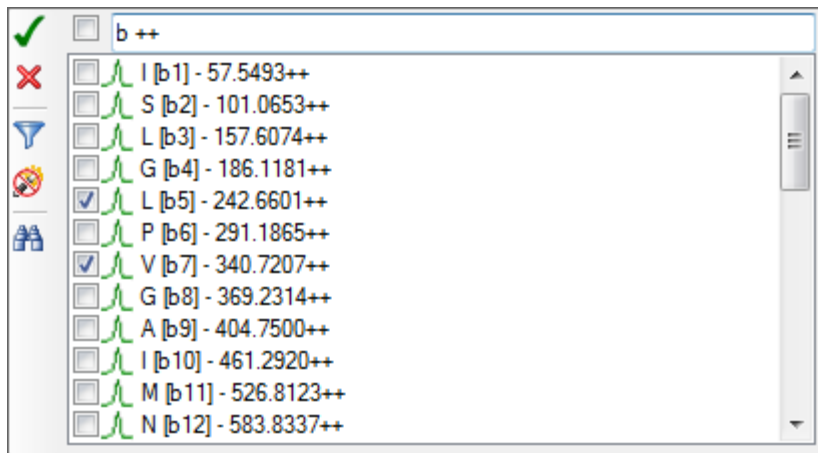 b ++
I [b1] - 57.5493++
S [b2] - 101.0653++
L [b3] - 157.6074++
G [b4] - 186.1181++
L [b5] - 242.6601++
P [b6] - 291.1865++
V [b7] - 340.7207++
G [b8] - 369.2314++
A [b9] - 404.7500++
I [b10] - 461.2920++
M [b11] - 526.8123++
N [b12] - 583.8337++